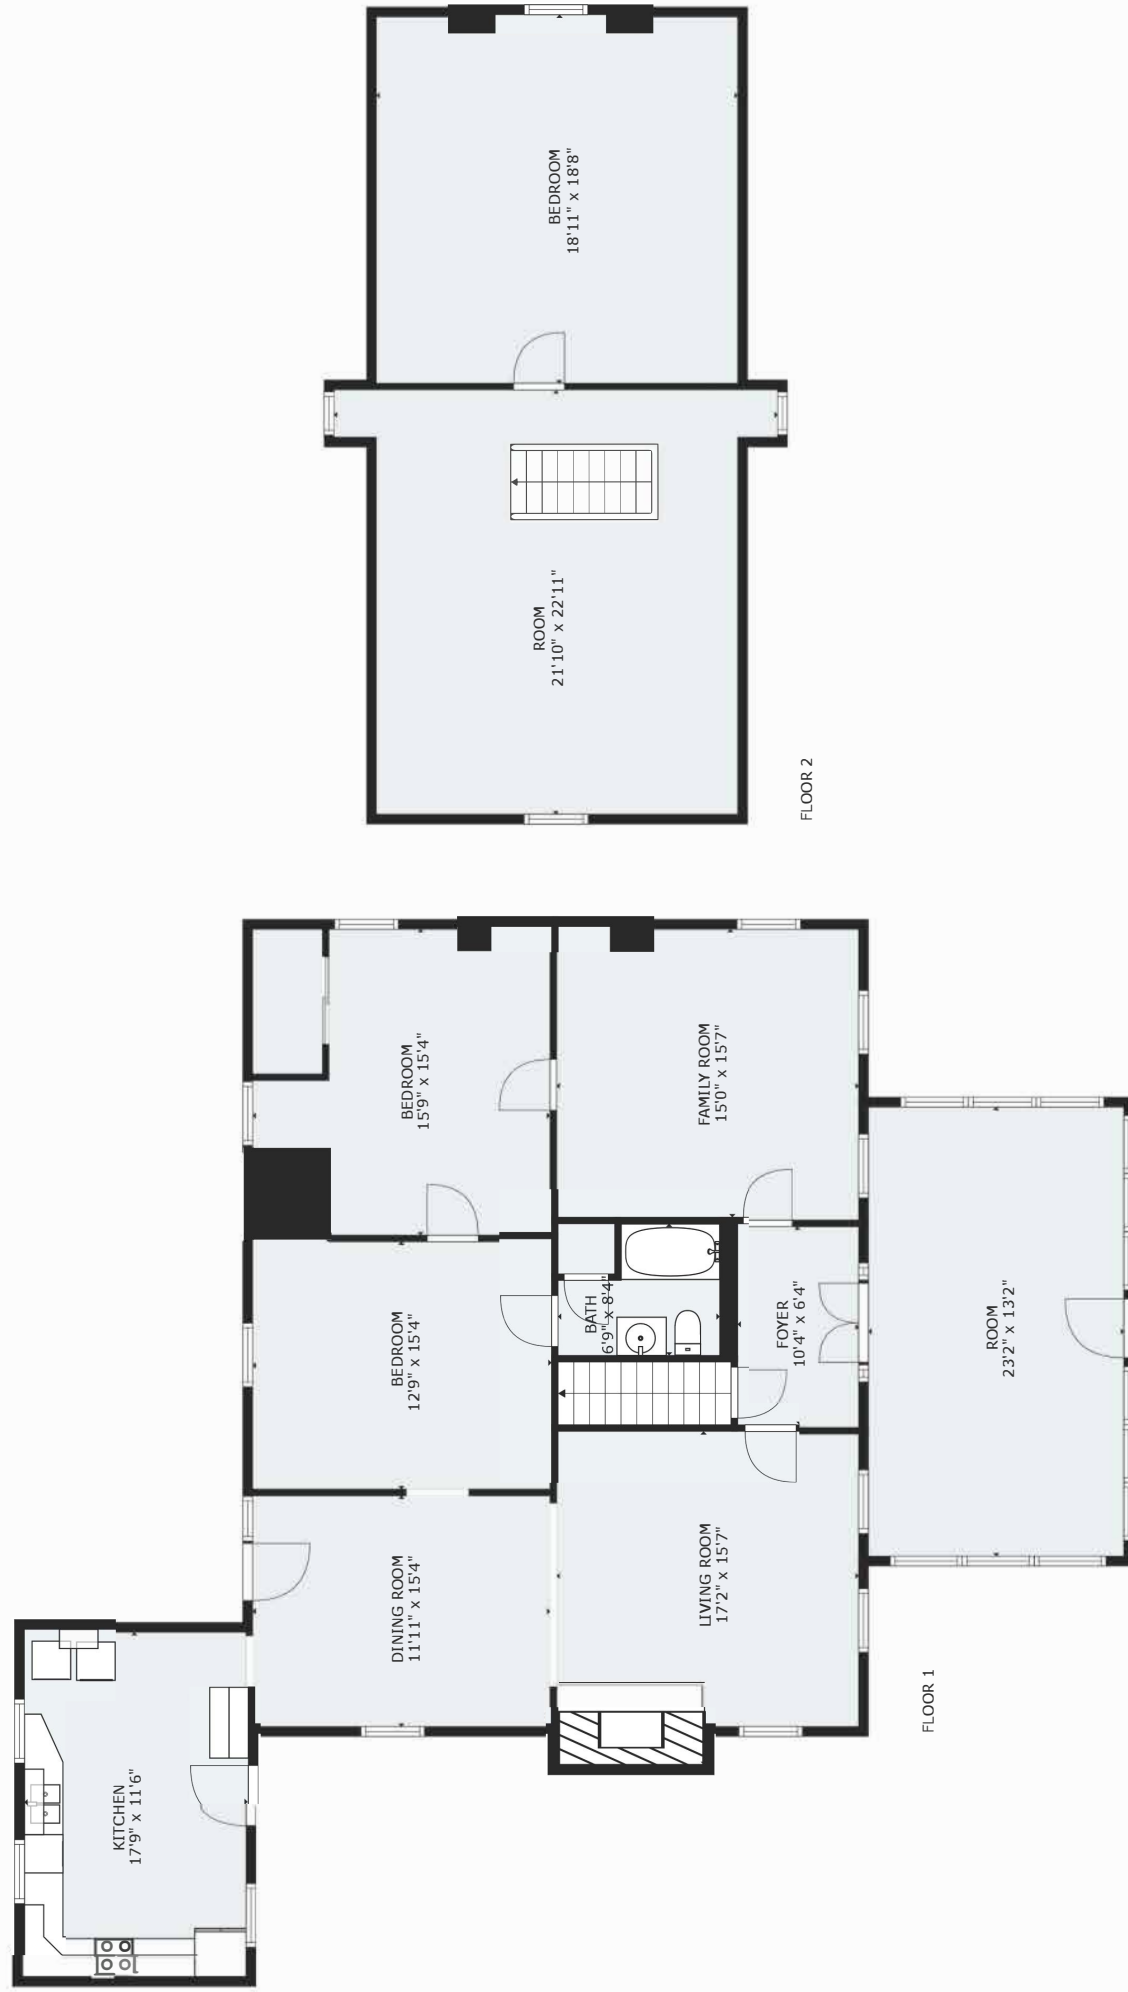 BEDROOM
18'11" x 18'8"
ROOM
21'10" x 22'11"
FLOOR 2
BEDROOM
15'9" x 15'4"
FAMILY ROOM
15'0" x 15'7"
BEDROOM
12'9" x 15'4"
BATH
6'9" x 8'4"
FOYER
10'4" x 6'4"
ROOM
23'2" x 13'2"
DINING ROOM
11'11" x 15'4"
LIVING ROOM
17'2" x 15'7"
KITCHEN
17'9" x 11'6"
FLOOR 1